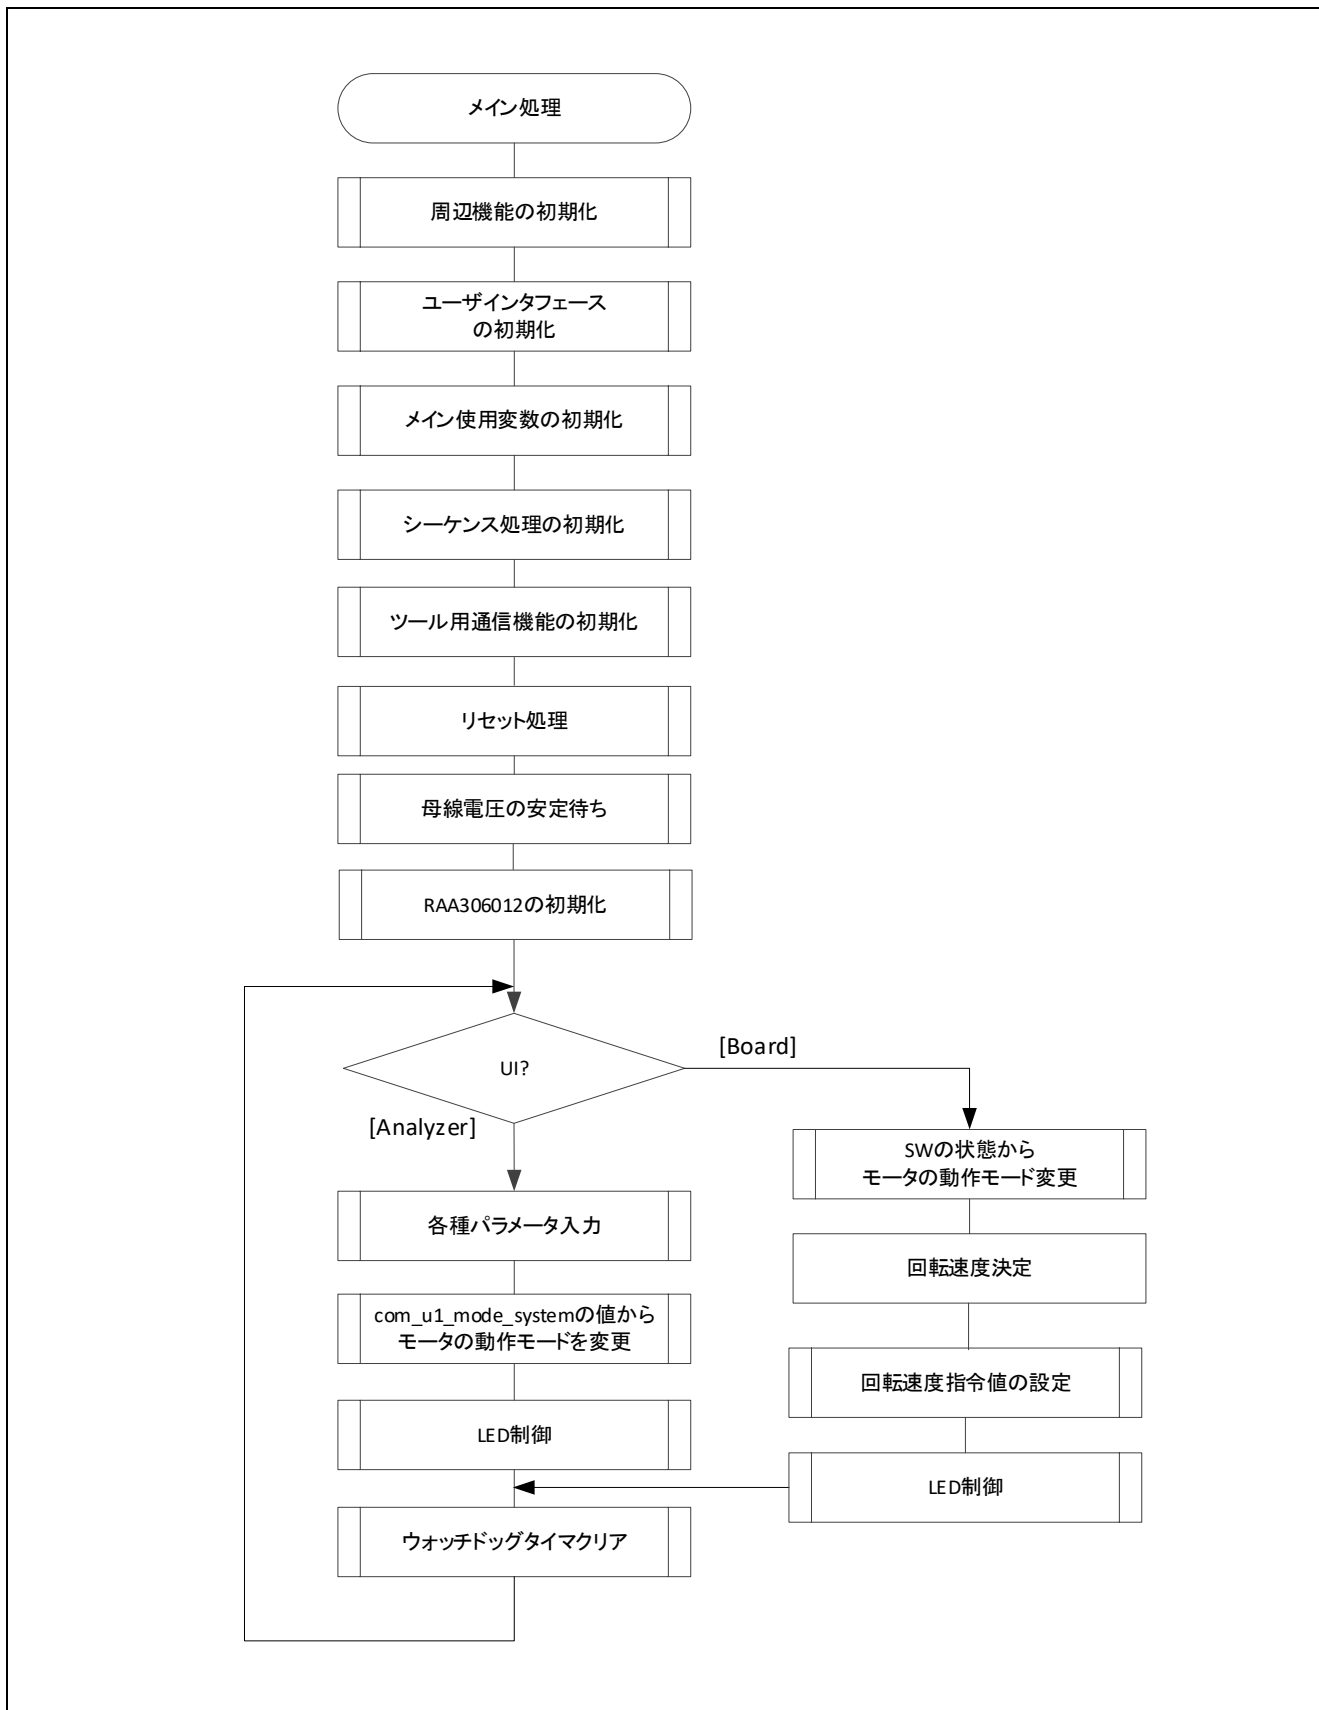 メイン処理
周辺機能の初期化
ユーザインタフェース
の初期化
メイン使用変数の初期化
シーケンス処理の初期化
ツール用通信機能の初期化
リセット処理
母線電圧の安定待ち
RAA306012の初期化
UI?
[Board]
[Analyzer]
SWの状態から
モータの動作モード変更
回転速度決定
回転速度指令値の設定
LED制御
各種パラメータ入力
com_u1_mode_systemの値から
モータの動作モードを変更
LED制御
ウォッチドッグタイマクリア